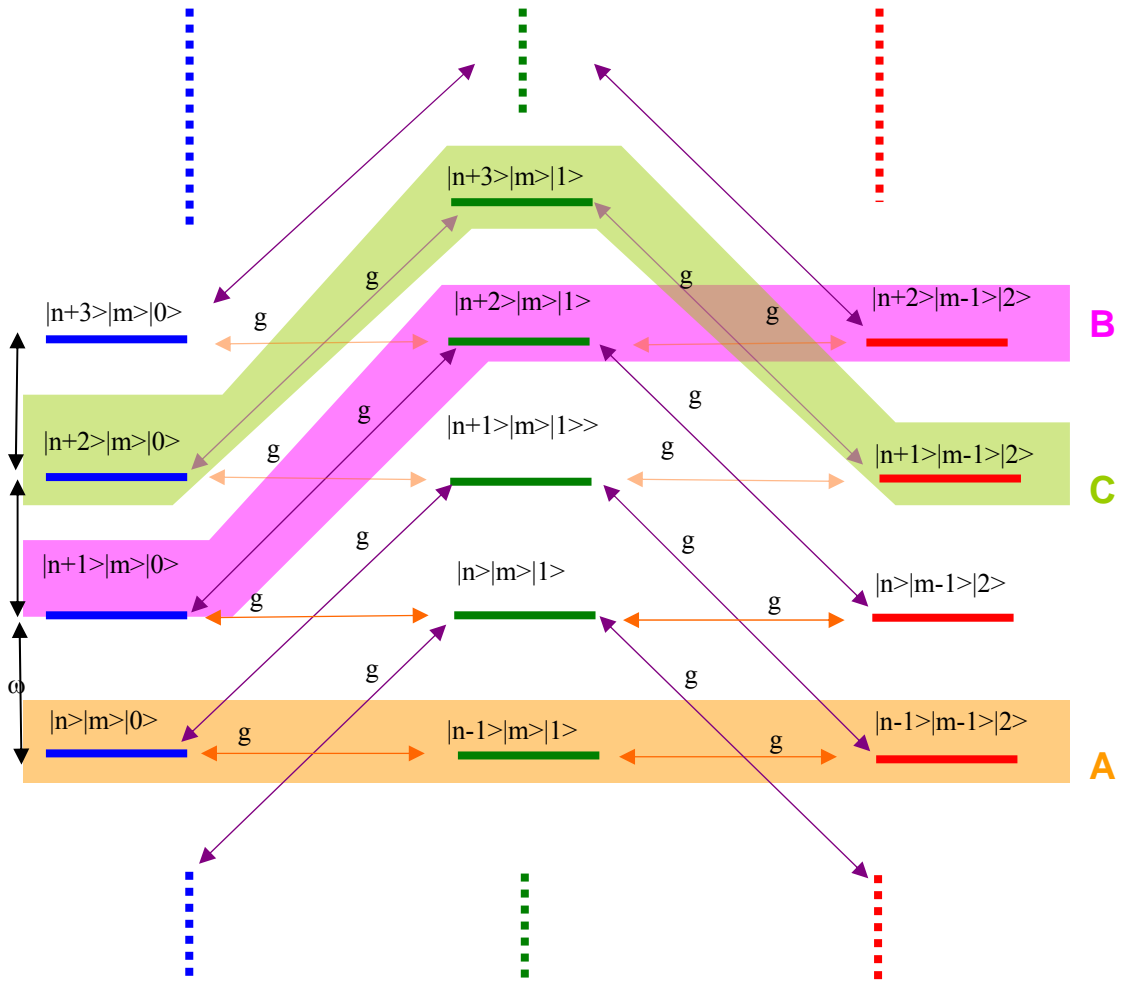 |n+3>|m>|1>
g
g
|n+3>|m>|0>
g
|n+2>|m>|1>
g
|n+2>|m-1>|2>
B
g
g
|n+2>|m>|0>
g
|n+1>|m>|1>>
g
|n+1>|m-1>|2>
C
g
g
|n+1>|m>|0>
g
|n>|m>|1>
g
|n>|m-1>|2>
g
g
ω
|n>|m>|0>
g
|n-1>|m>|1>
g
|n-1>|m-1>|2>
A